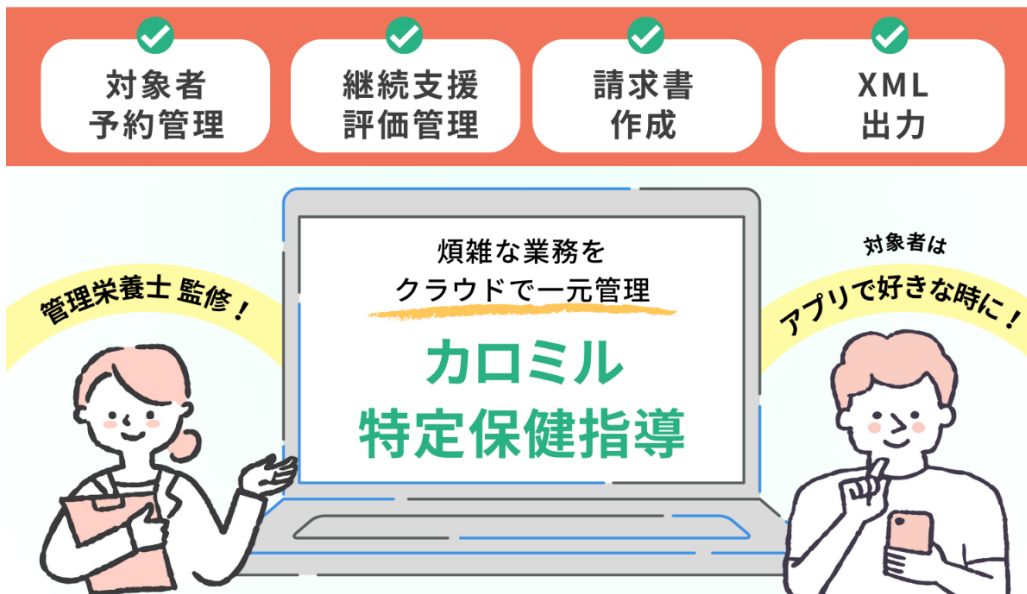 対象者
予約管理
継続支援
評価管理
請求書
作成
XML
出力
煩雑な業務を
クラウドで一元管理
カロミル
特定保健指導
管理栄養士 監修！
対象者は
アプリで好きな時に！